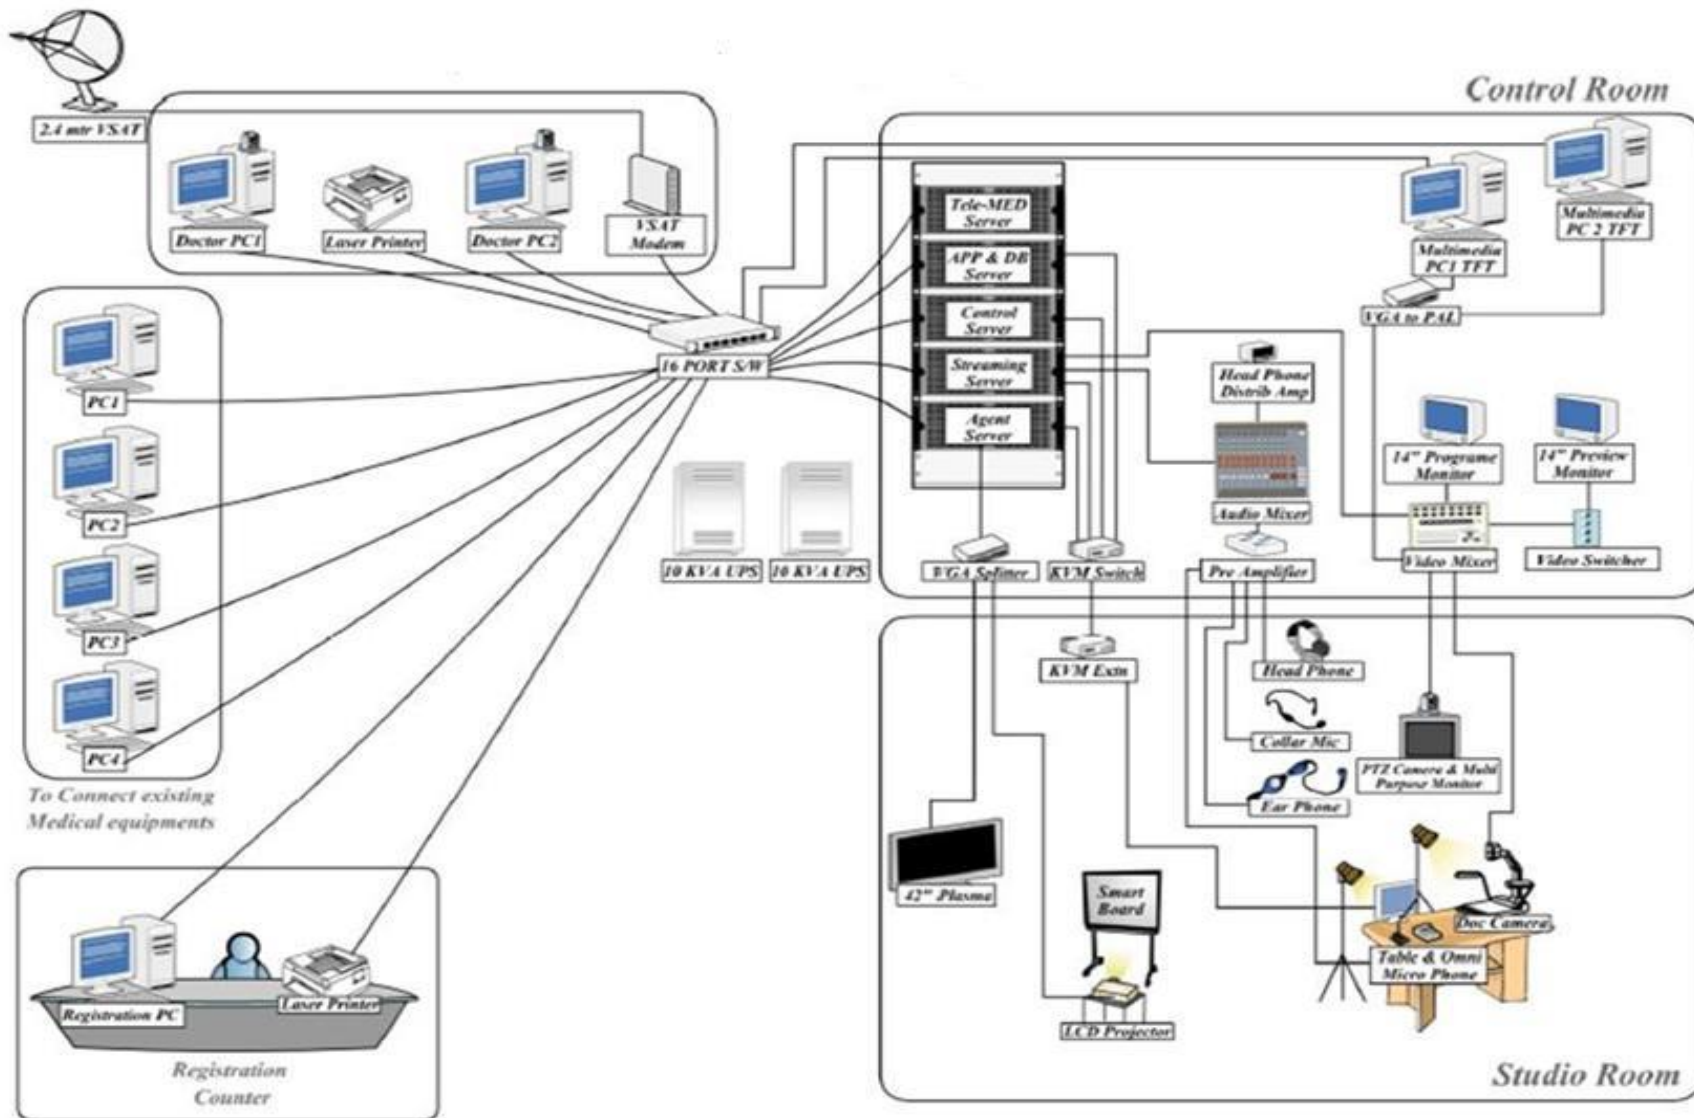 Control Room
2.4 mtr VSAT
Doctor PC1
Laser Printer
Doctor PC2
VSAT
Modem
Tele-MED
Server
APP & DB
Server
Control
Server
Streaming
Server
Agent
Server
Multimedia
PC1 TFT
Multimedia
PC 2 TFT
VGA to PAL
PC1
PC2
PC3
PC4
To Connect existing
Medical equipments
16 PORT S/W
10 KVA UPS
10 KVA UPS
Head Phone
Distrib Amp
14" Programe
Monitor
14" Preview
Monitor
Audio Mixer
Video Mixer
Video Switcher
VGA Spliner
KVM Switch
Pre Amplifier
KVM Extn
Head Phone
Collar Mic
Ear Phone
PTZ Camera & Multi
Purpose Monitor
42" Plasma
Smart
Board
LCD Projector
Doc Camera
Table & Omni
Micro Phone
Studio Room
Registration PC
Laser Printer
Registration
Counter